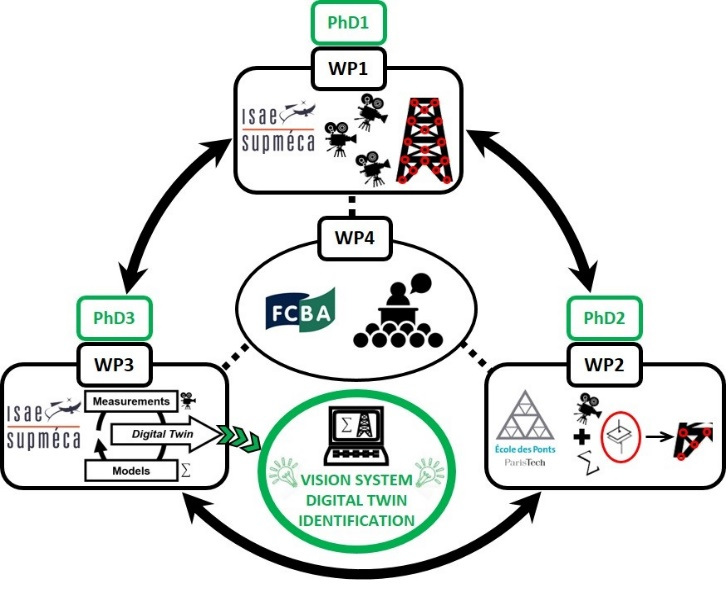 PhD1
WP1
isae
supméca
WP4
FCBA
PhD3
WP3
isae
supméca
Measurements
Digital Twin
Models
Σ
PhD2
WP2
École des Ponts
ParisTech
+
Σ
Σ
VISION SYSTEM
DIGITAL TWIN
IDENTIFICATION